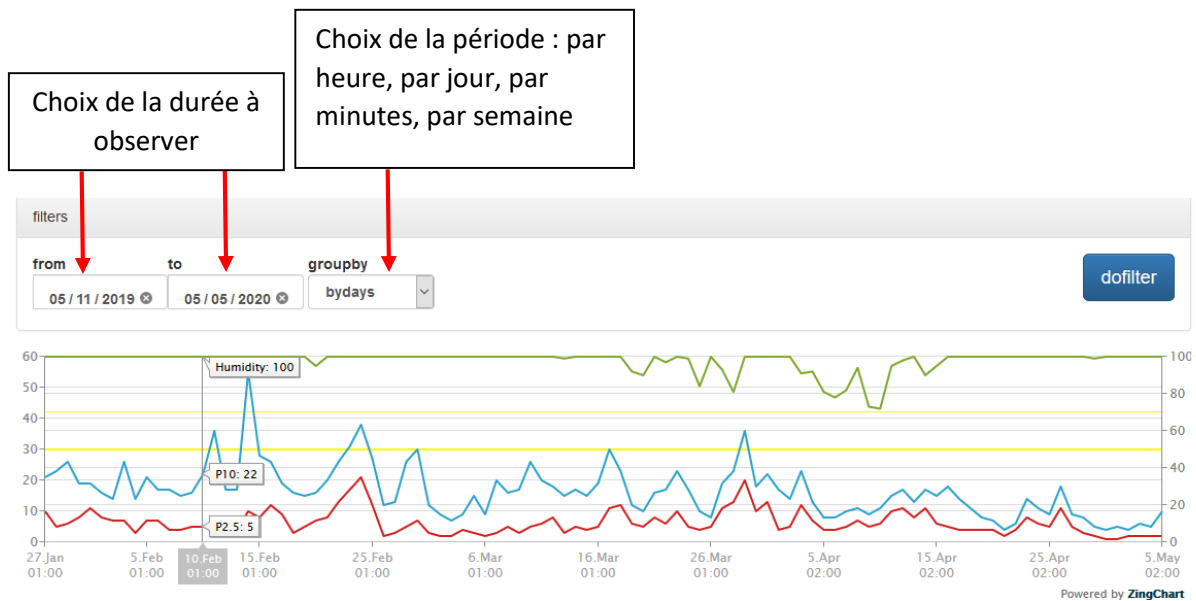 Choix de la période : par
heure, par jour, par
minutes, par semaine
Choix de la durée à
observer
filters
from to groupby
05 / 11 / 2019 05 / 05 / 2020 bydays dofilter
60 100
50
80
40
60
30
40
20
20
10
0 0
Humidity: 100
P10: 22
P2.5: 5
27.Jan 5.Feb 10.Feb 15.Feb 25.Feb 6.Mar 16.Mar 26.Mar 5.Apr 15.Apr 25.Apr 5.May
01:00 01:00 01:00 01:00 01:00 01:00 01:00 01:00 02:00 02:00 02:00 02:00
Powered by ZingChart